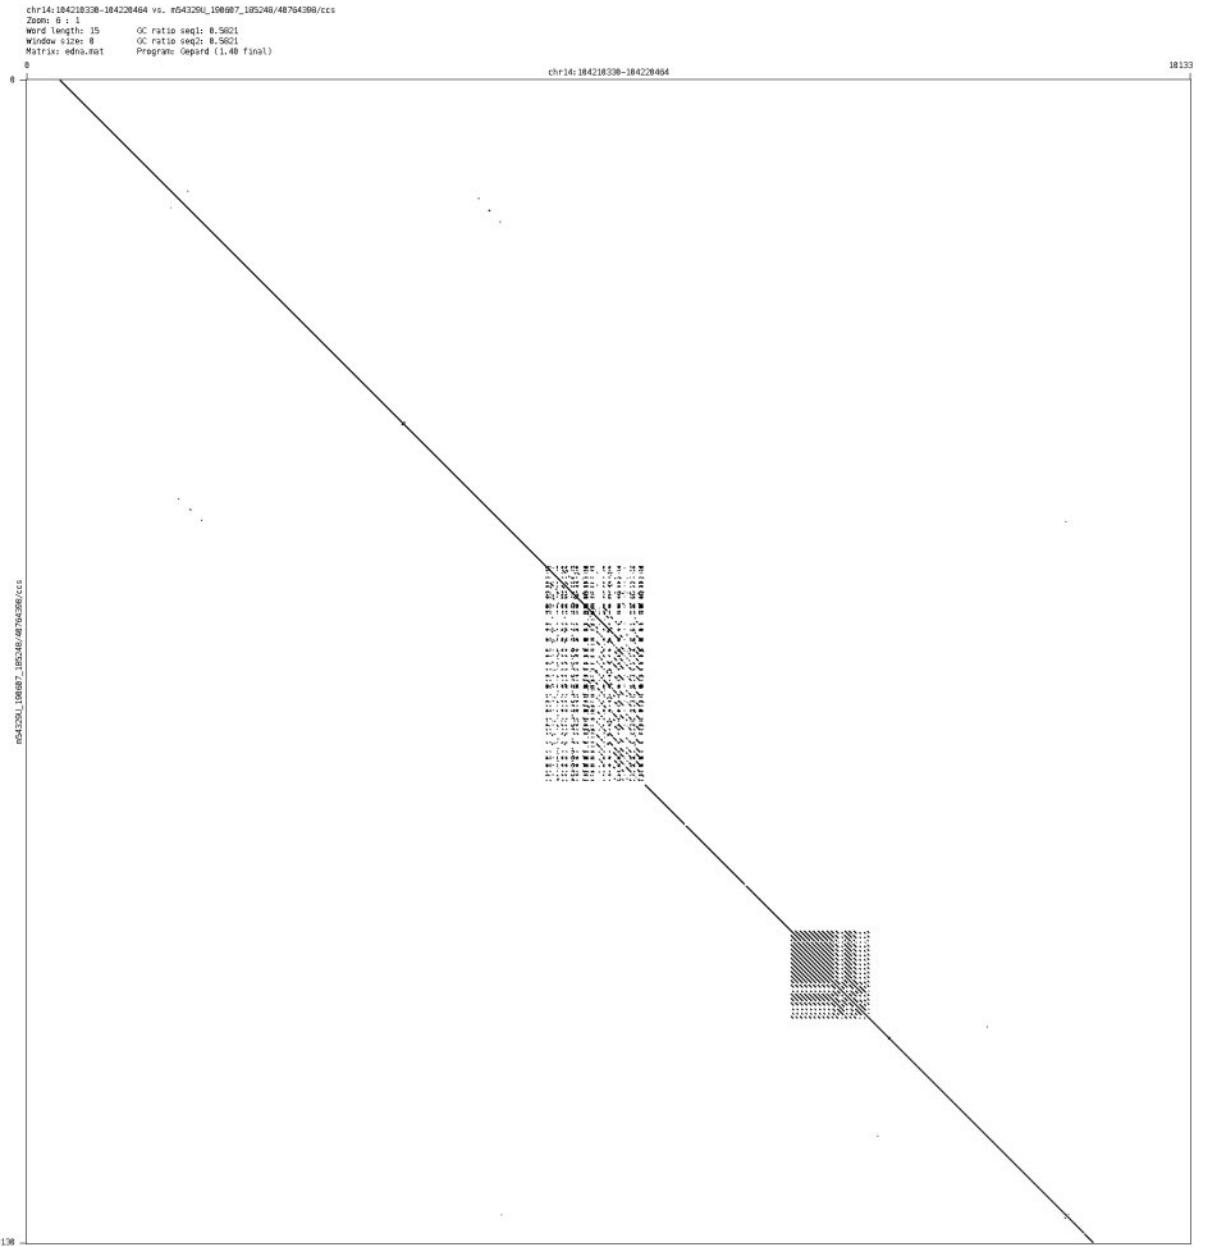 chr14:104210330-104220464 vs. m54329U_190607_185248/40764398/ccs
Zoom: 6 : 1
Word length: 15 GC ratio seq1: 0.5821
Window size: 0 GC ratio seq2: 0.5821
Matrix: edna.mat Program: Gepard (1.40 final)
0 10133
chr14:104210330-104220464
0
m54329U_190607_185248/40764398/ccs